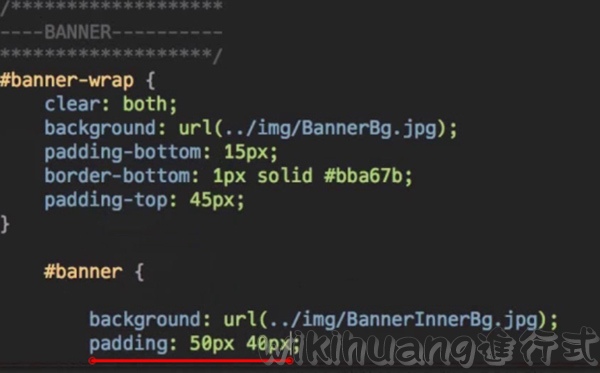 /*******************
----BANNER----------
*******************/
#banner-wrap {
clear: both;
background: url(../img/BannerBg.jpg);
padding-bottom: 15px;
border-bottom: 1px solid #bba67b;
padding-top: 45px;
}
#banner {
background: url(../img/BannerInnerBg.jpg);
padding: 50px 40px;
wikihuang進行式